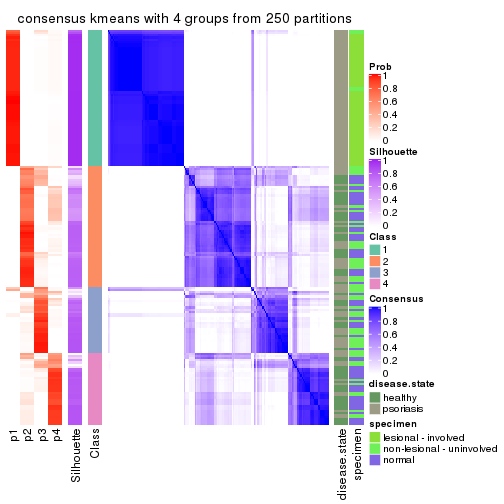 consensus kmeans with 4 groups from 250 partitions
Prob
1
0.8
0.6
0.4
0.2
0
Silhouette
1
0.8
0.6
0.4
0.2
0
Class
1
2
3
4
Consensus
1
0.8
0.6
0.4
0.2
0
disease.state
healthy
psoriasis
specimen
lesional - involved
non-lesional - uninvolved
normal
p1
p2
p3
p4
Silhouette
Class
disease.state
specimen